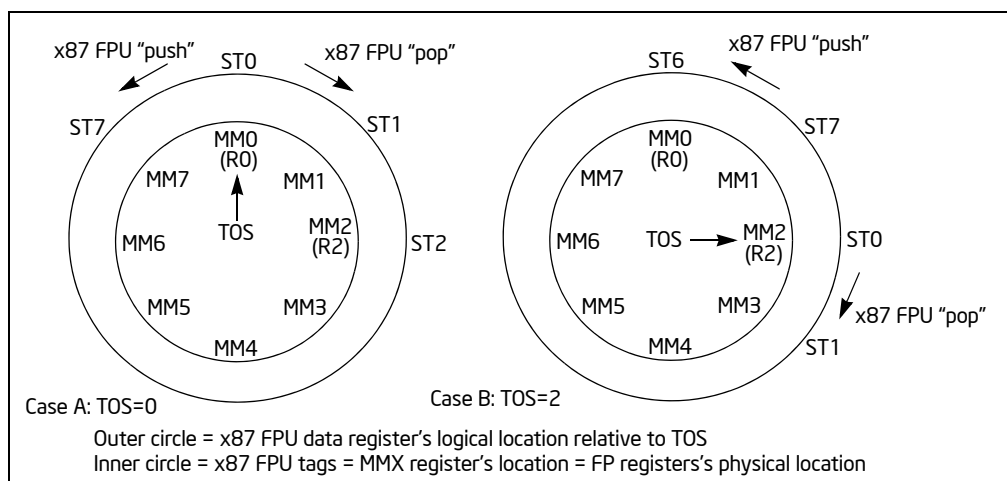 x87 FPU “push”
ST0
x87 FPU “pop”
ST7
ST1
MM0
(R0)
MM7
MM1
MM6
TOS
MM2
(R2)
ST2
MM5
MM3
MM4
Case A: TOS=0
x87 FPU “push”
ST6
ST7
MM0
(R0)
MM7
MM1
MM6
TOS
MM2
(R2)
ST0
MM5
MM3
x87 FPU “pop”
MM4
ST1
Case B: TOS=2
Outer circle = x87 FPU data register’s logical location relative to TOS
Inner circle = x87 FPU tags = MMX register’s location = FP registers’s physical location